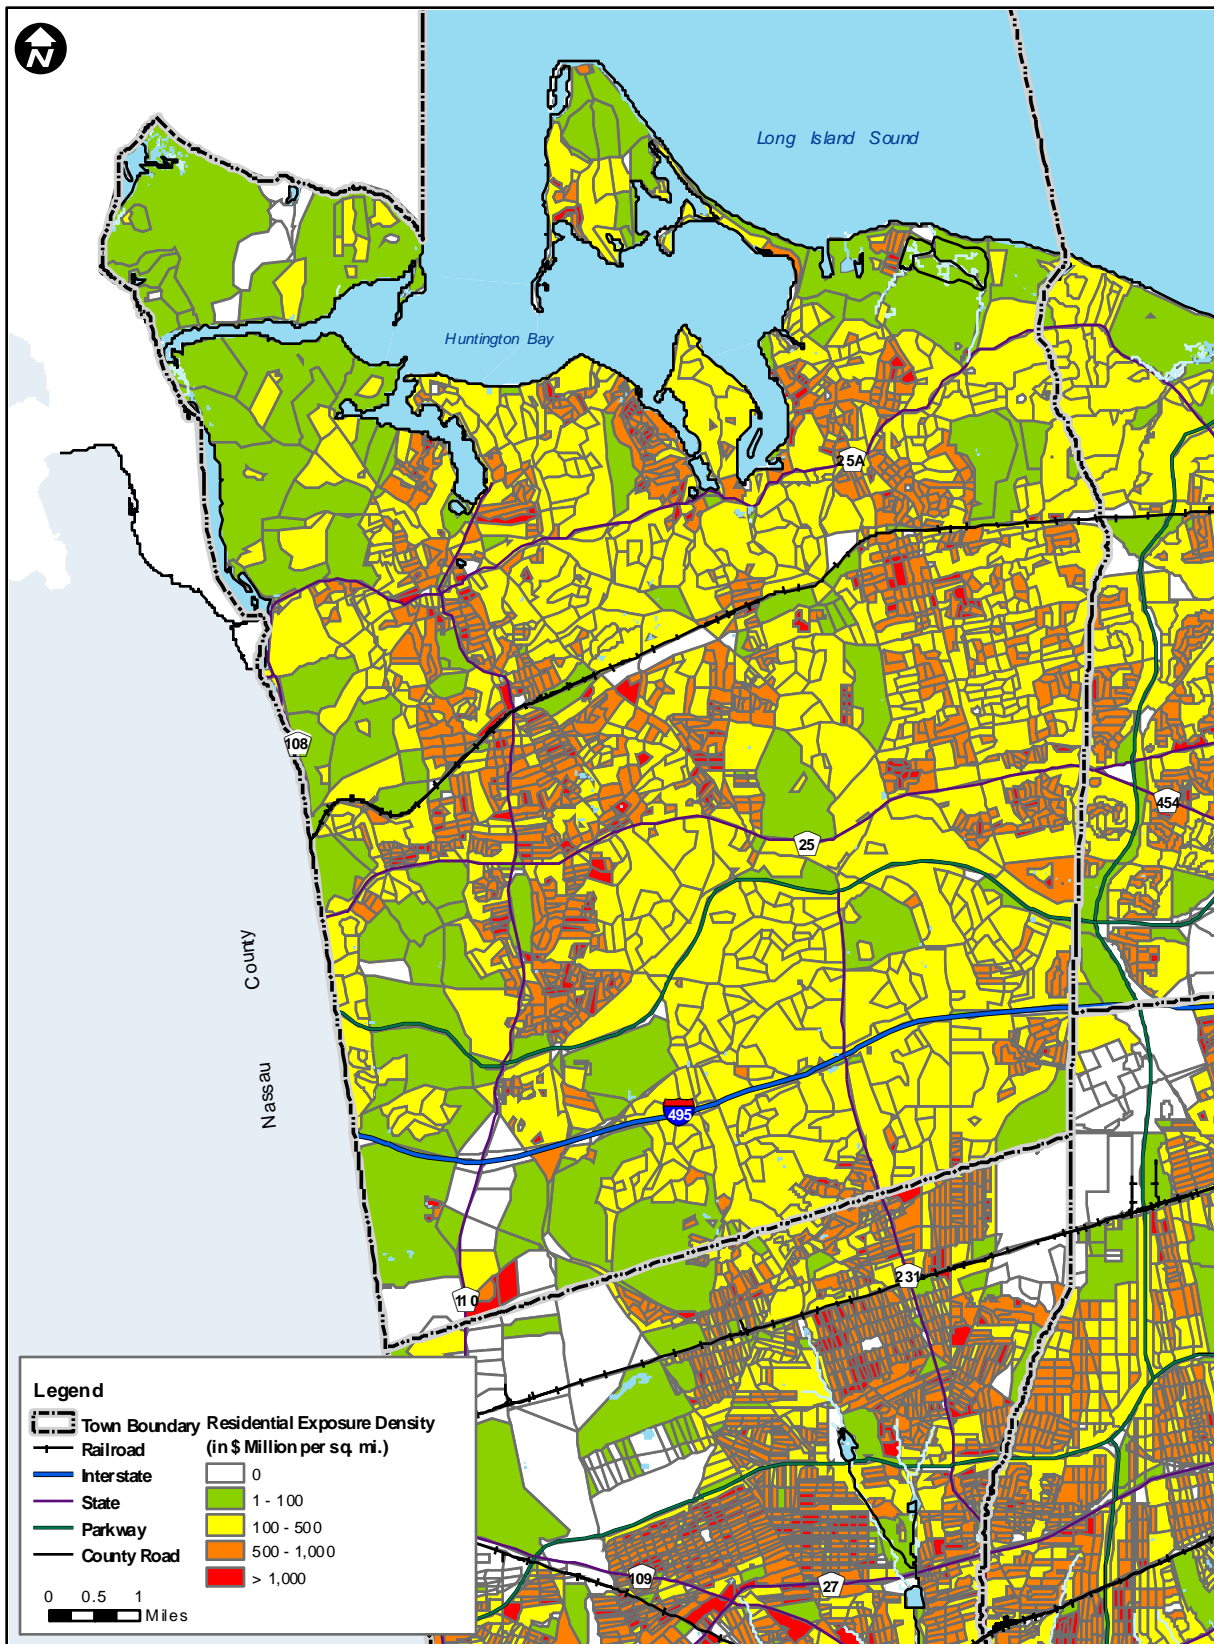 N
Long Island Sound
Huntington Bay
25A
108
454
25
Nassau County
495
231
110
109
27
Legend
Town Boundary
Railroad
Interstate
State
Parkway
County Road
0 0.5 1
Miles
Residential Exposure Density
(in $ Million per sq. mi.)
0
1 - 100
100 - 500
500 - 1,000
> 1,000